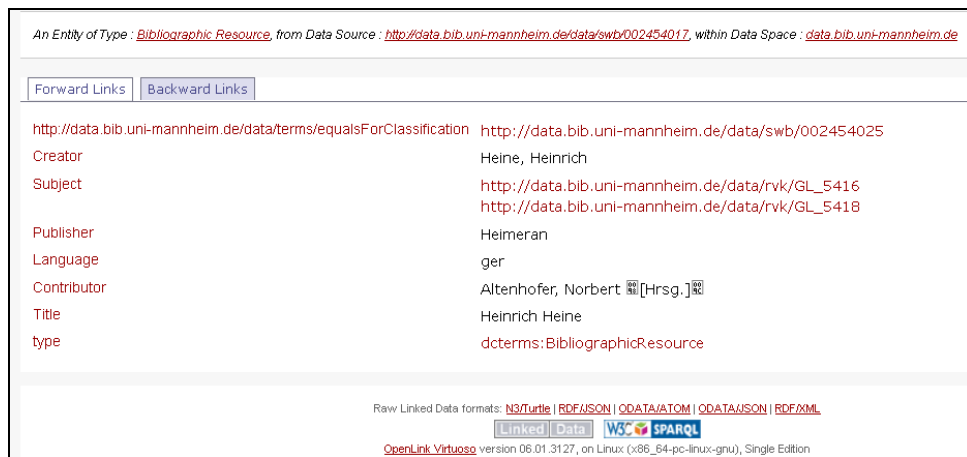 An Entity of Type : Bibliographic Resource, from Data Source : http://data.bib.uni-mannheim.de/data/swb/002454017, within Data Space : data.bib.uni-mannheim.de
Forward Links Backward Links
http://data.bib.uni-mannheim.de/data/terms/equalsForClassification http://data.bib.uni-mannheim.de/data/swb/002454025
Creator Heine, Heinrich
Subject http://data.bib.uni-mannheim.de/data/rvk/GL_5416
http://data.bib.uni-mannheim.de/data/rvk/GL_5418
Publisher Heimeran
Language ger
Contributor Altenhofer, Norbert [Hrsg.]
Title Heinrich Heine
type dcterms:BibliographicResource
Raw Linked Data formats: N3/Turtle | RDF/JSON | ODATA/ATOM | ODATA/JSON | RDF/XML
Linked Data W3C SPARQL
OpenLink Virtuoso version 06.01.3127, on Linux (x86_64-pc-linux-gnu), Single Edition